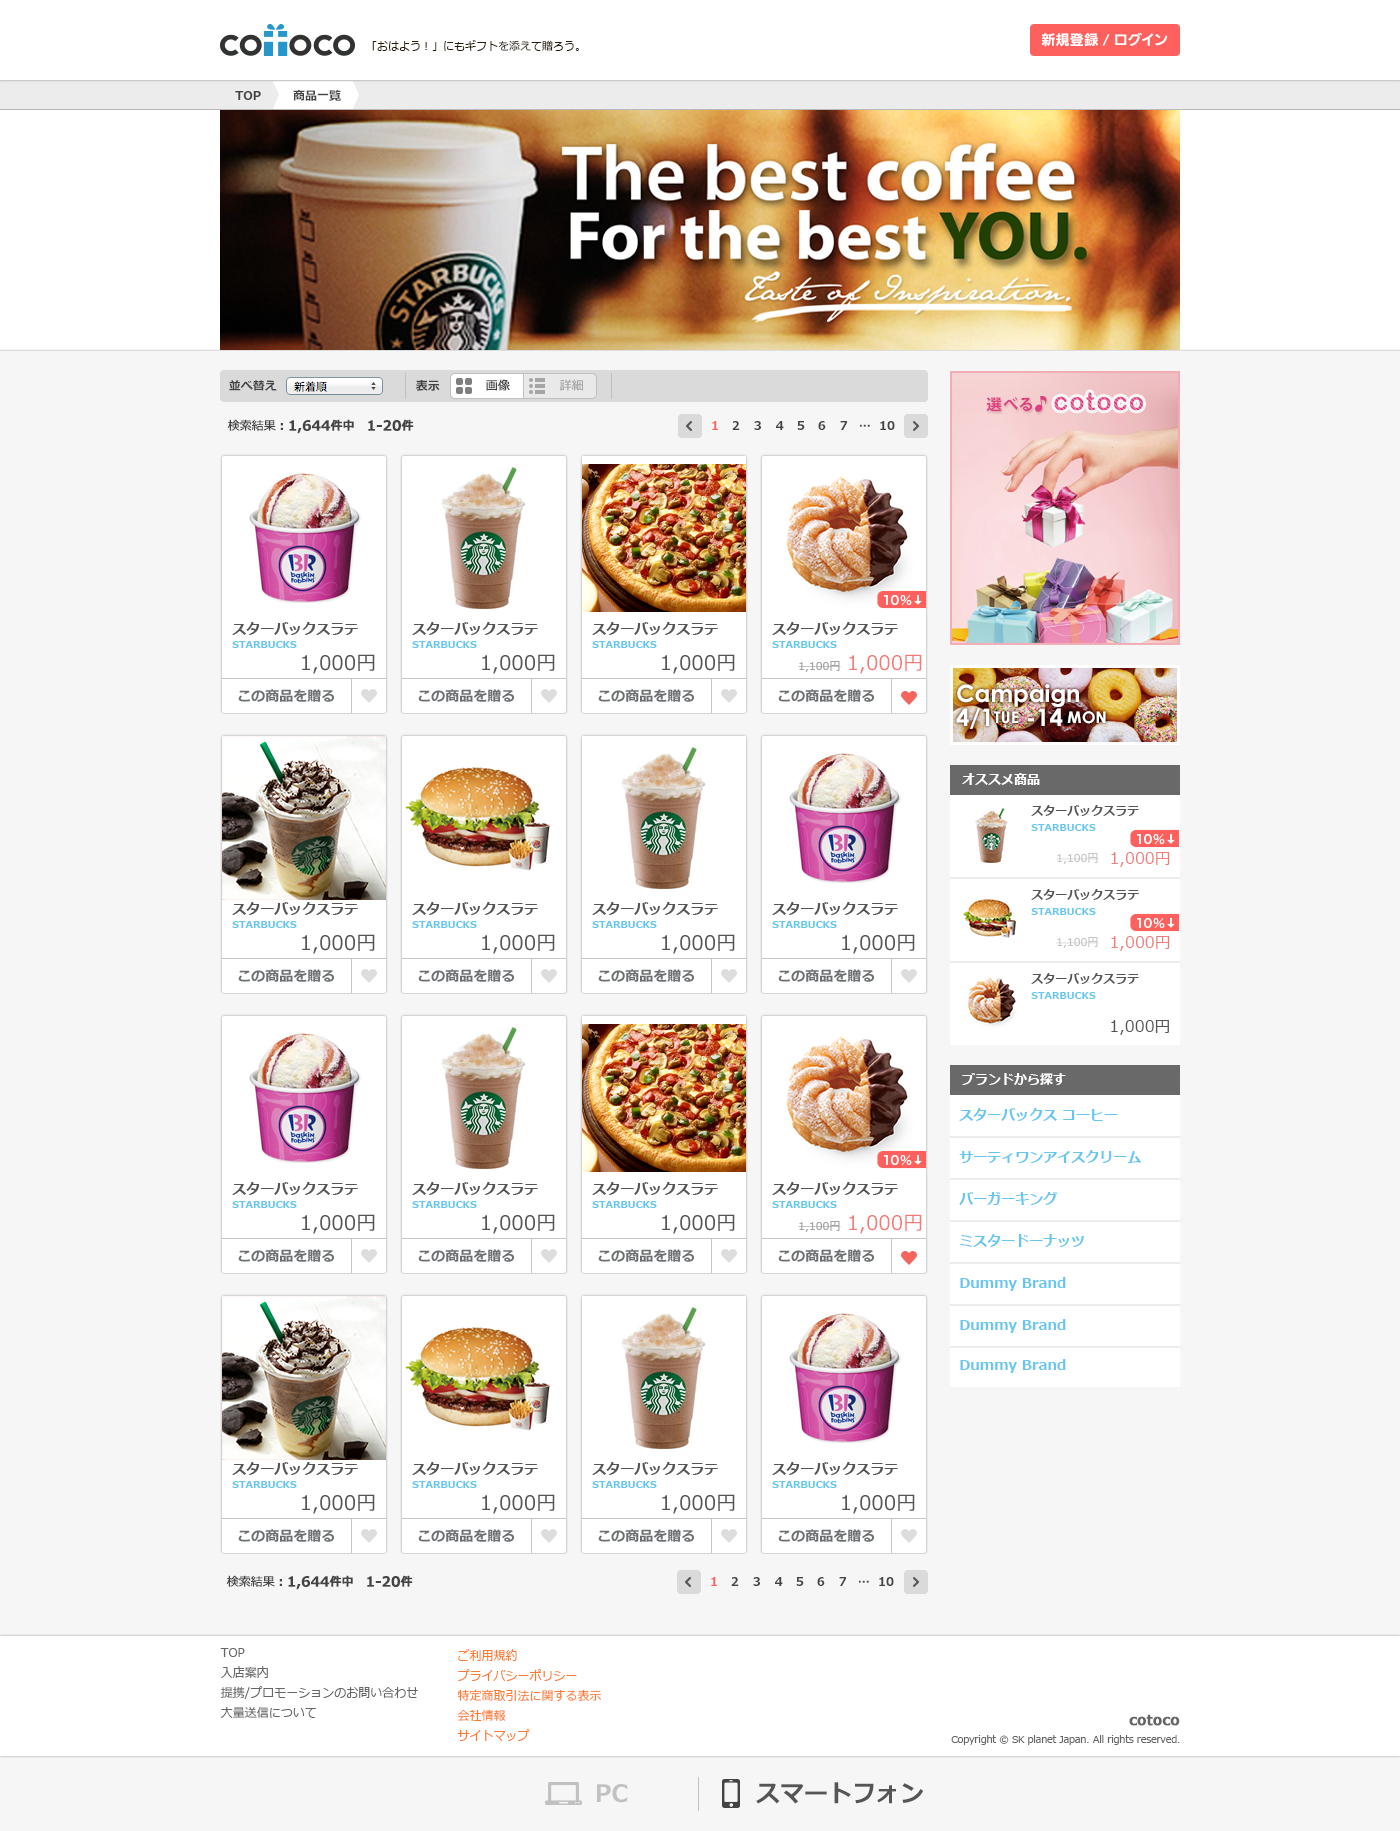 cotoco 「おはよう！」にもギフトを添えて贈ろう。 新規登録 / ログイン
TOP 商品一覧
The best coffee
For the best YOU.
Taste of Inspiration.
STARBUCKS
並べ替え 新着順 表示 画像 詳細
検索結果：1,644件中 1-20件 1 2 3 4 5 6 7 … 10
BR baskin robbins
10%↓
スターバックスラテ スターバックスラテ スターバックスラテ スターバックスラテ
STARBUCKS STARBUCKS STARBUCKS STARBUCKS
1,000円 1,000円 1,000円 1,100円 1,000円
この商品を贈る この商品を贈る この商品を贈る この商品を贈る
BR baskin robbins
スターバックスラテ スターバックスラテ スターバックスラテ スターバックスラテ
STARBUCKS STARBUCKS STARBUCKS STARBUCKS
1,000円 1,000円 1,000円 1,000円
この商品を贈る この商品を贈る この商品を贈る この商品を贈る
BR baskin robbins
10%↓
スターバックスラテ スターバックスラテ スターバックスラテ スターバックスラテ
STARBUCKS STARBUCKS STARBUCKS STARBUCKS
1,000円 1,000円 1,000円 1,100円 1,000円
この商品を贈る この商品を贈る この商品を贈る この商品を贈る
BR baskin robbins
スターバックスラテ スターバックスラテ スターバックスラテ スターバックスラテ
STARBUCKS STARBUCKS STARBUCKS STARBUCKS
1,000円 1,000円 1,000円 1,000円
この商品を贈る この商品を贈る この商品を贈る この商品を贈る
検索結果：1,644件中 1-20件 1 2 3 4 5 6 7 … 10
選べる♪ cotoco
Campaign
4/1 TUE - 14 MON
オススメ商品
スターバックスラテ
STARBUCKS
10%↓
1,100円 1,000円
スターバックスラテ
STARBUCKS
10%↓
1,100円 1,000円
スターバックスラテ
STARBUCKS
1,000円
ブランドから探す
スターバックス コーヒー
サーティワンアイスクリーム
バーガーキング
ミスタードーナッツ
Dummy Brand
Dummy Brand
Dummy Brand
TOP
入店案内
提携/プロモーションのお問い合わせ
大量送信について
ご利用規約
プライバシーポリシー
特定商取引法に関する表示
会社情報
サイトマップ
cotoco
Copyright © SK planet Japan. All rights reserved.
PC スマートフォン